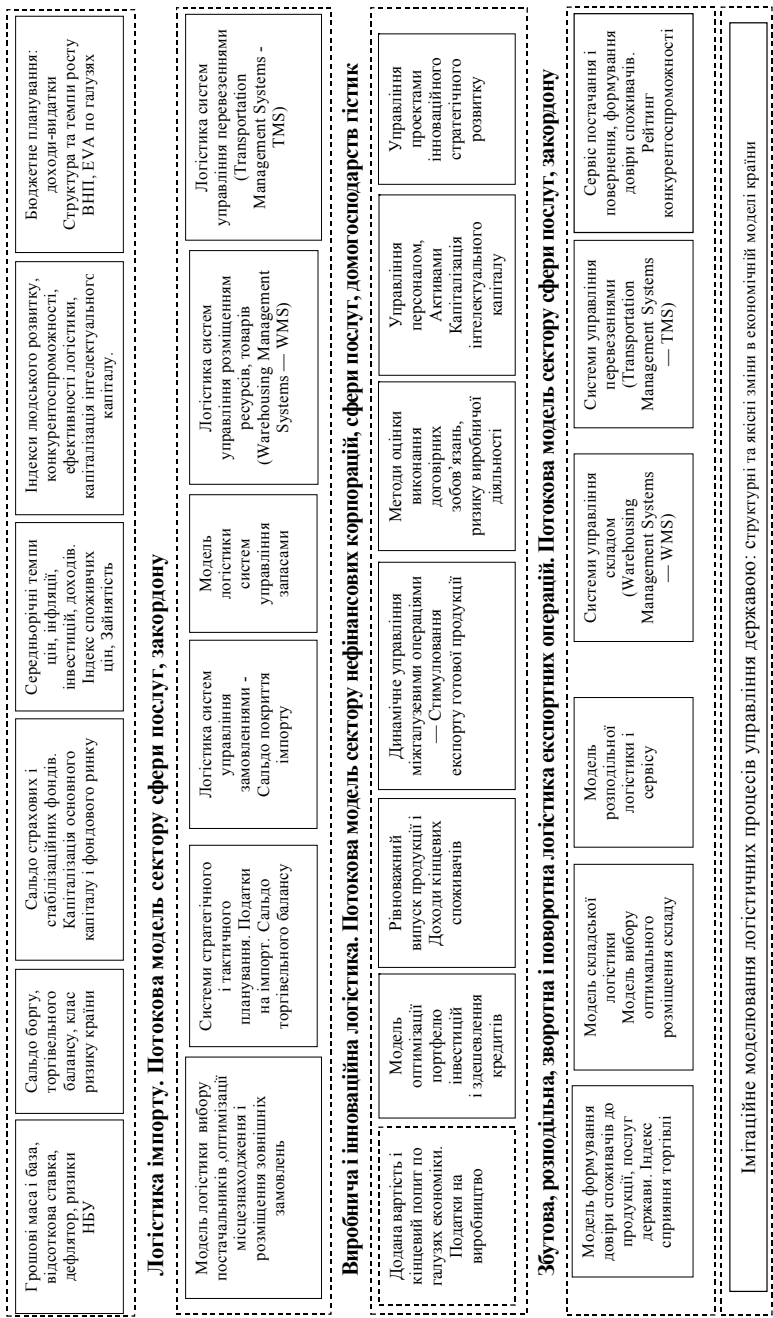 Грошові маса і база,
відсоткова ставка,
дефлятор, ризики
НБУ
Сальдо боргу,
торгівельного
балансу, клас
ризику країни
Сальдо страхових і
стабілізаційних фондів.
Капіталізація основного
капіталу і фондового ринку
Середньорічні темпи
цін, інфляції,
інвестицій, доходів.
Індекс споживчих
цін, Зайнятість
Індекси людського розвитку,
конкурентоспроможності,
ефективності логістики,
капіталізація інтелектуальногс
капіталу.
Бюджетне планування:
доходи-видатки
Структура та темпи росту
ВНП, EVA по галузях
Логістика імпорту. Потокова модель сектору сфери послуг, закордону
Модель логістики вибору
постачальників ,оптимізації
місцезнаходження і
розміщення зовнішніх
замовлень
Системи стратегічного
і тактичного
планування. Податки
на імпорт. Сальдо
торгівельного балансу
Логістика систем
управління
замовленнями -
Сальдо покриття
імпорту
Модель
логістики
систем
управління
запасами
Логістика систем
управління розміщенням
ресурсів, товарів
(Warehousing Management
Systems — WMS)
Логістика систем
управління перевезеннями
(Transportation
Management Systems -
TMS)
Виробнича і інноваційна логістика. Потокова модель сектору нефінансових корпорацій, сфери послуг, домогосподарств гістик
Додана вартість і
кінцевий попит по
галузях економіки.
Податки на
виробництво
Модель
оптимізації
портфелю
інвестицій
і здешевлення
кредитів
Рівноважний
випуск продукції і
Доходи кінцевих
споживачів
Динамічне управління
міжгалузевими операціями
— Стимулювання
експорту готової продукції
Методи оцінки
виконання
договірних
зобов’язань,
ризику виробничої
діяльності
Управління
персоналом,
Активами
Капіталізація
інтелектуального
капіталу
Управління
проектами
інноваційного
стратегічного
розвитку
Збутова, розподільна, зворотна і поворотна логістика експортних операцій. Потокова модель сектору сфери послуг, закордону
Модель формування
довіри споживачів до
продукції, послуг
держави. Індекс
сприяння торгівлі
Модель складської
логістики
Модель вибору
оптимального
розміщення складу
Модель
розподільної
логістики і
сервісу
Системи управління
складом
(Warehousing
Management Systems
— WMS)
Системи управління
перевезеннями
(Transportation
Management Systems
— TMS)
Сервіс постачання і
повернення, формування
довіри споживачів.
Рейтинг
конкурентоспроможності
Імітаційне моделювання логістичних процесів управління державою: структурні та якісні зміни в економічній моделі країни